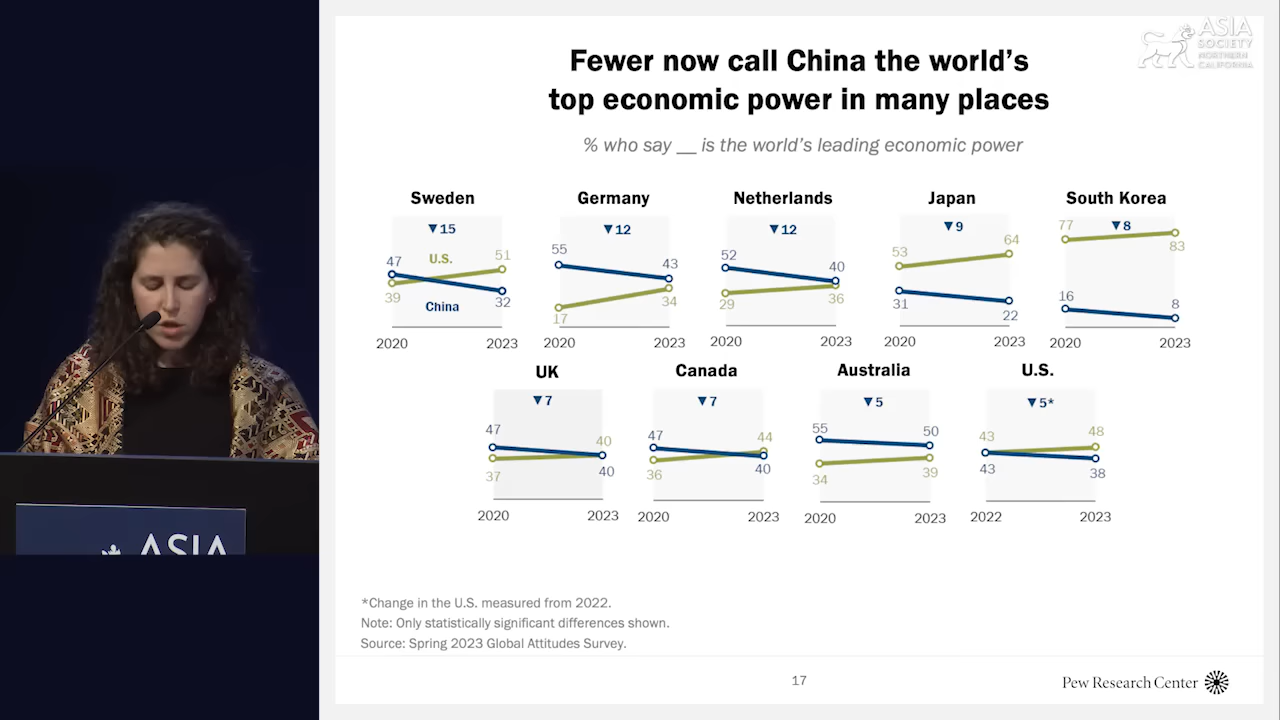 ASIA
SOCIETY
NORTHERN
CALIFORNIA
Fewer now call China the world's
top economic power in many places
% who say __ is the world's leading economic power
Sweden
▼15
47
39
U.S.
China
51
32
2020
2023
Germany
▼12
55
17
43
34
2020
2023
Netherlands
▼12
52
29
40
36
2020
2023
Japan
▼9
53
31
64
22
2020
2023
South Korea
▼8
77
16
83
8
2020
2023
UK
▼7
47
37
40
40
2020
2023
Canada
▼7
47
36
44
40
2020
2023
Australia
▼5
55
34
50
39
2020
2023
U.S.
▼5*
43
43
48
38
2022
2023
*Change in the U.S. measured from 2022.
Note: Only statistically significant differences shown.
Source: Spring 2023 Global Attitudes Survey.
17
Pew Research Center
ASIA